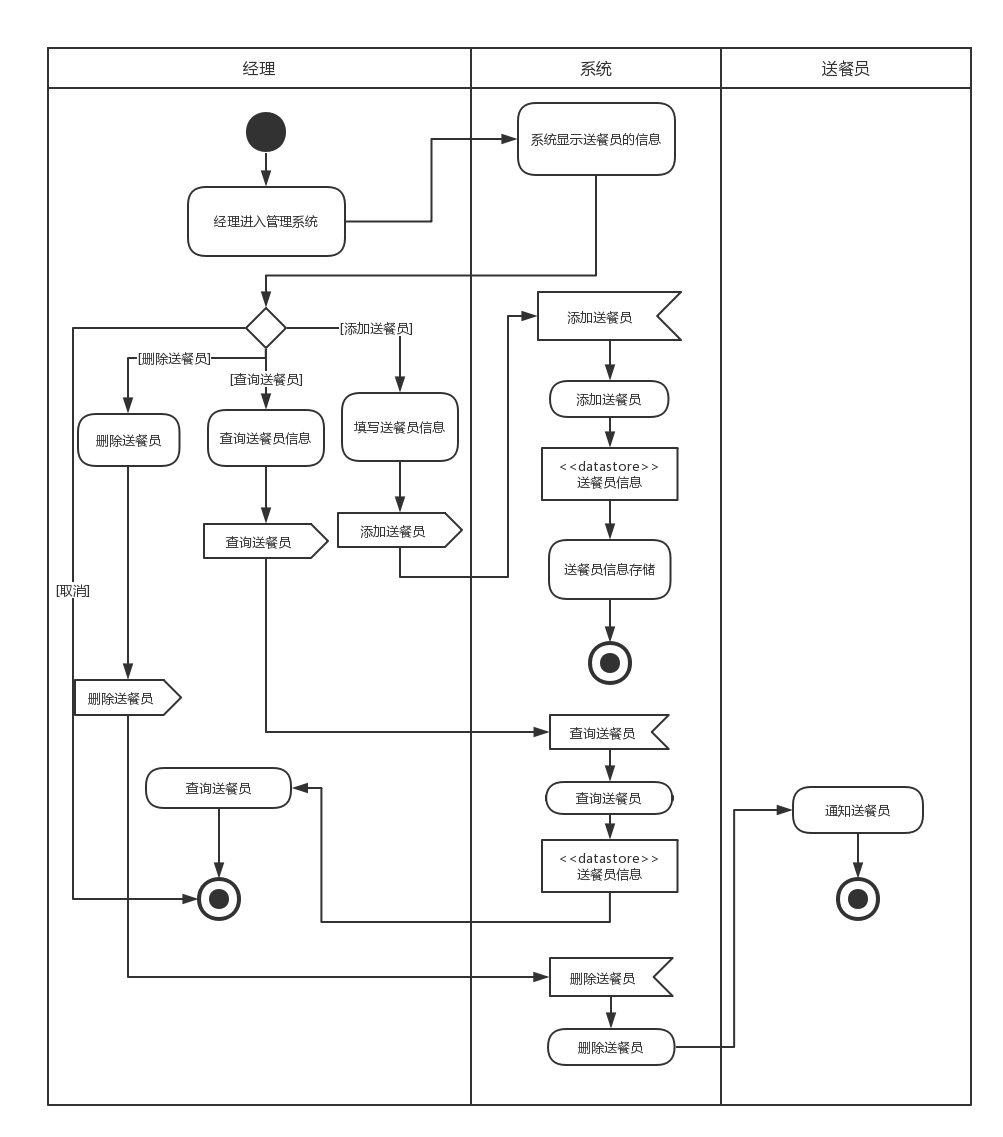 经理
系统
送餐员
系统显示送餐员的信息
经理进入管理系统
添加送餐员
[添加送餐员]
[删除送餐员]
[查询送餐员]
添加送餐员
填写送餐员信息
查询送餐员信息
删除送餐员
<<datastore>>
送餐员信息
添加送餐员
查询送餐员
送餐员信息存储
[取消]
删除送餐员
查询送餐员
查询送餐员
查询送餐员
通知送餐员
<<datastore>>
送餐员信息
删除送餐员
删除送餐员